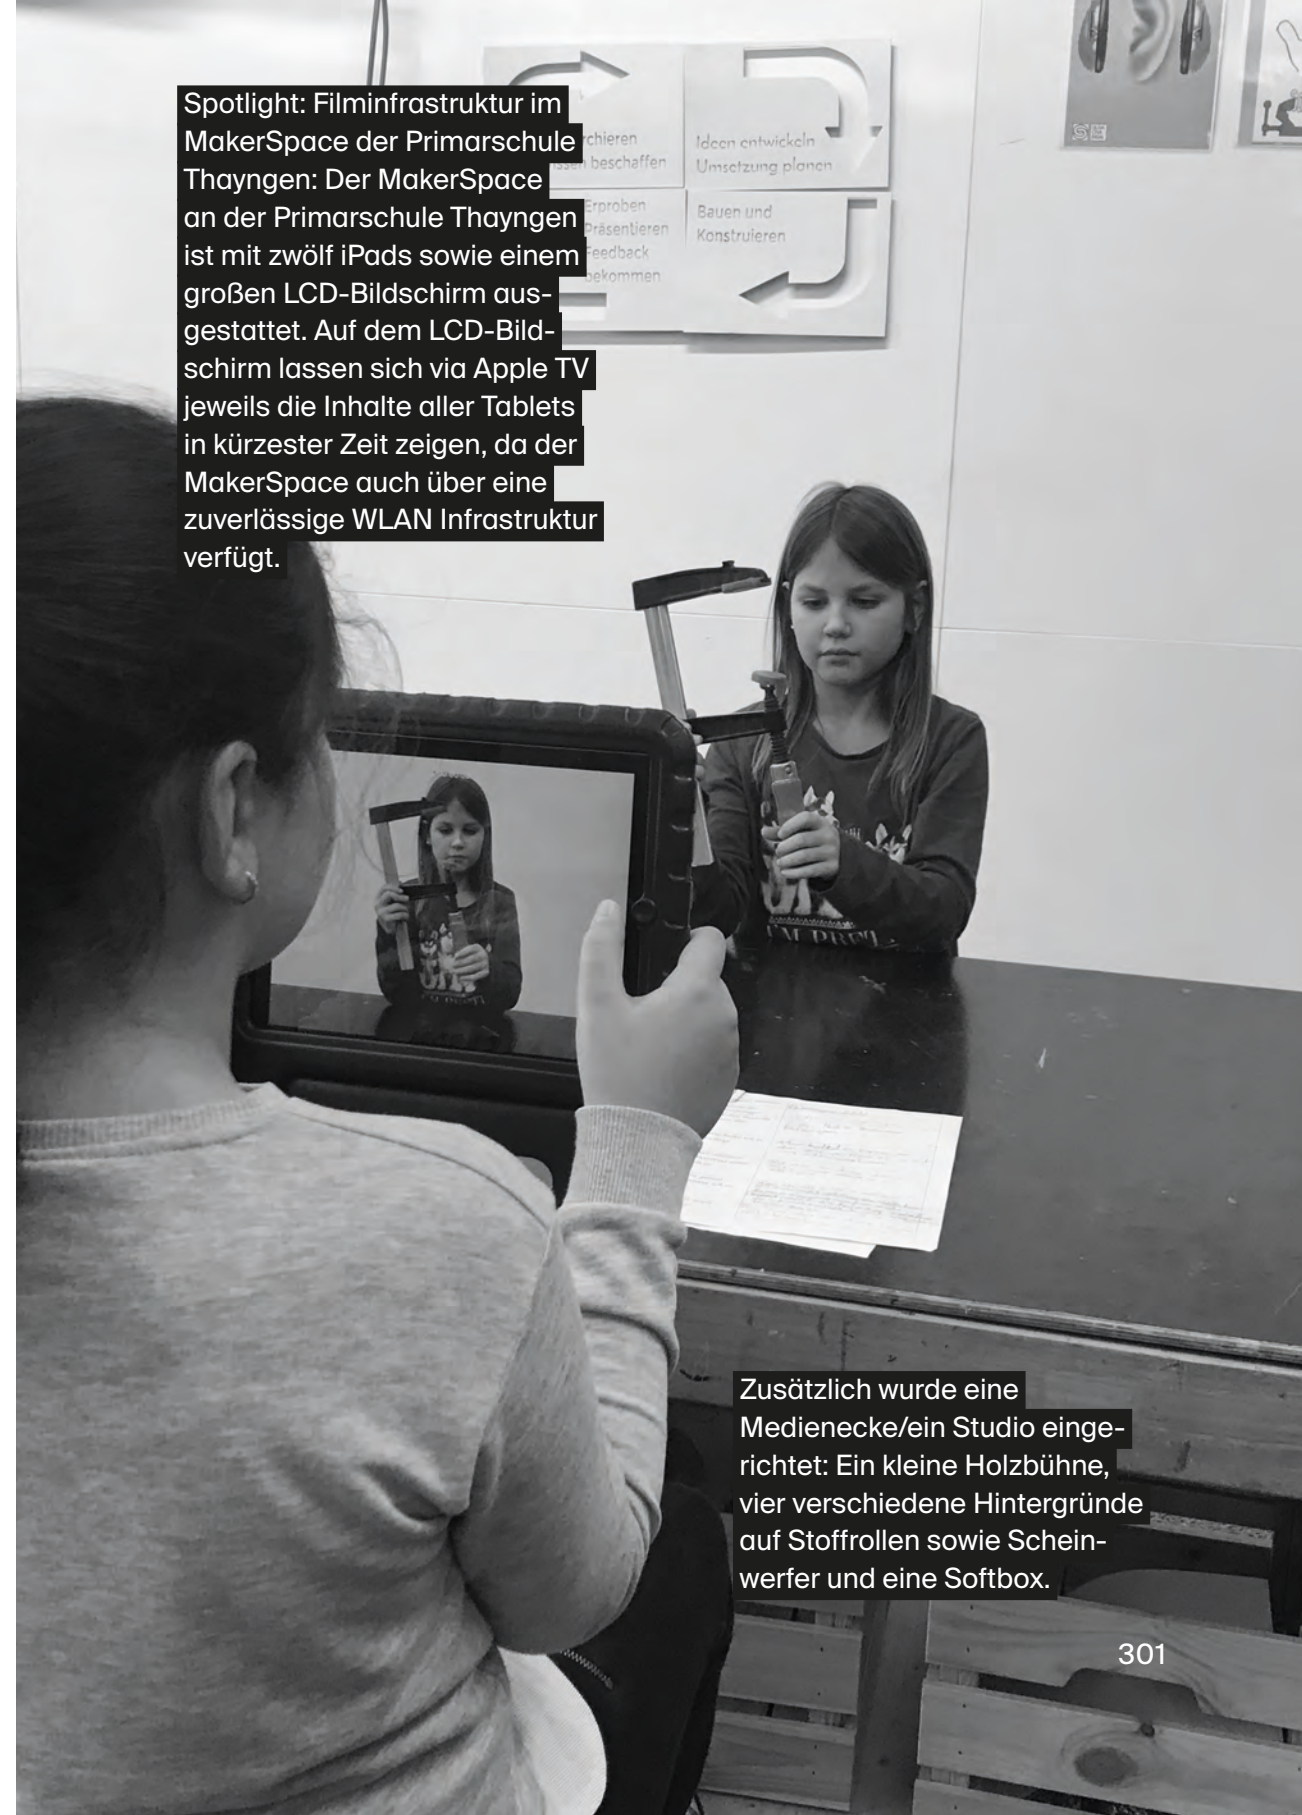 Spotlight: Filminfrastruktur im
MakerSpace der Primarschule
Thayngen: Der MakerSpace
an der Primarschule Thayngen
ist mit zwölf iPads sowie einem
großen LCD-Bildschirm aus-
gestattet. Auf dem LCD-Bild-
schirm lassen sich via Apple TV
jeweils die Inhalte aller Tablets
in kürzester Zeit zeigen, da der
MakerSpace auch über eine
zuverlässige WLAN Infrastruktur
verfügt.
beschaffen
Ideen entwickeln
Umsetzung planen
Erproben
Präsentieren
Feedback
bekommen
Bauen und
Konstruieren
Zusätzlich wurde eine
Medienecke/ein Studio einge-
richtet: Ein kleine Holzbühne,
vier verschiedene Hintergründe
auf Stoffrollen sowie Schein-
werfer und eine Softbox.
301